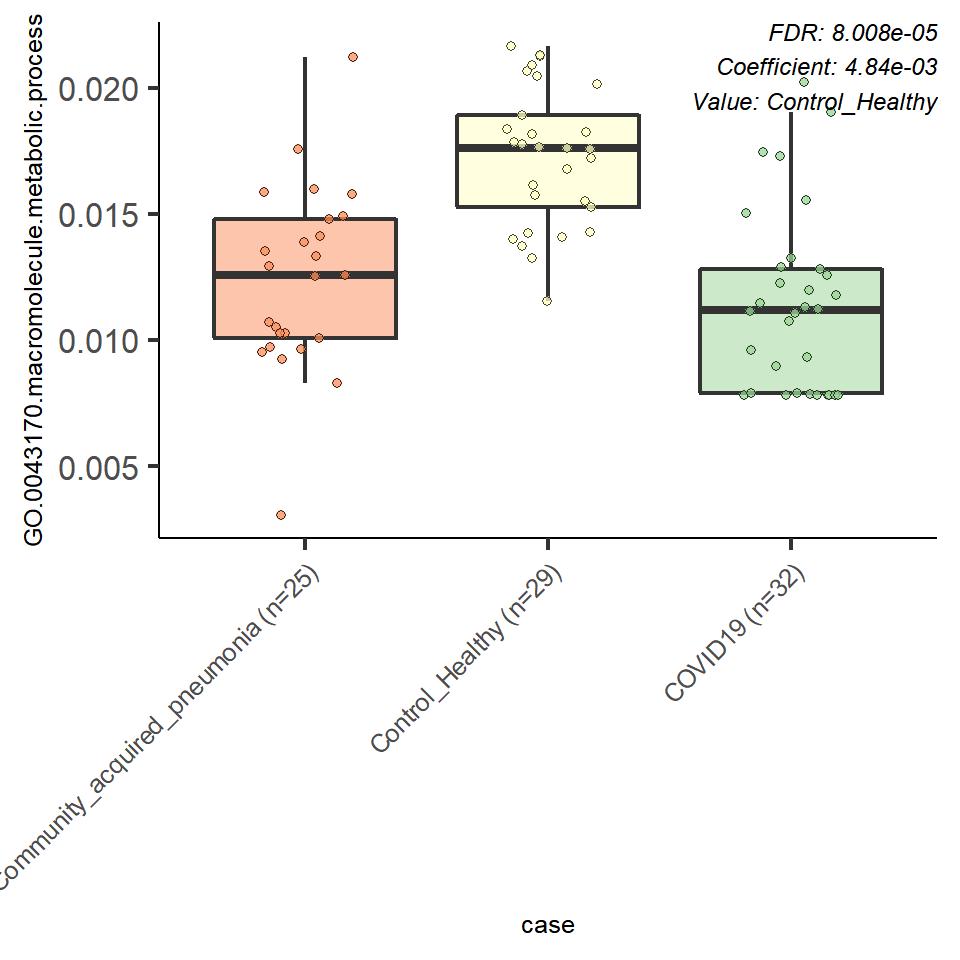 GO.0043170.macromolecule.metabolic.process
0.020
0.015
0.010
0.005
FDR: 8.008e-05
Coefficient: 4.84e-03
Value: Control_Healthy
Community_acquired_pneumonia (n=25)
Control_Healthy (n=29)
COVID19 (n=32)
case